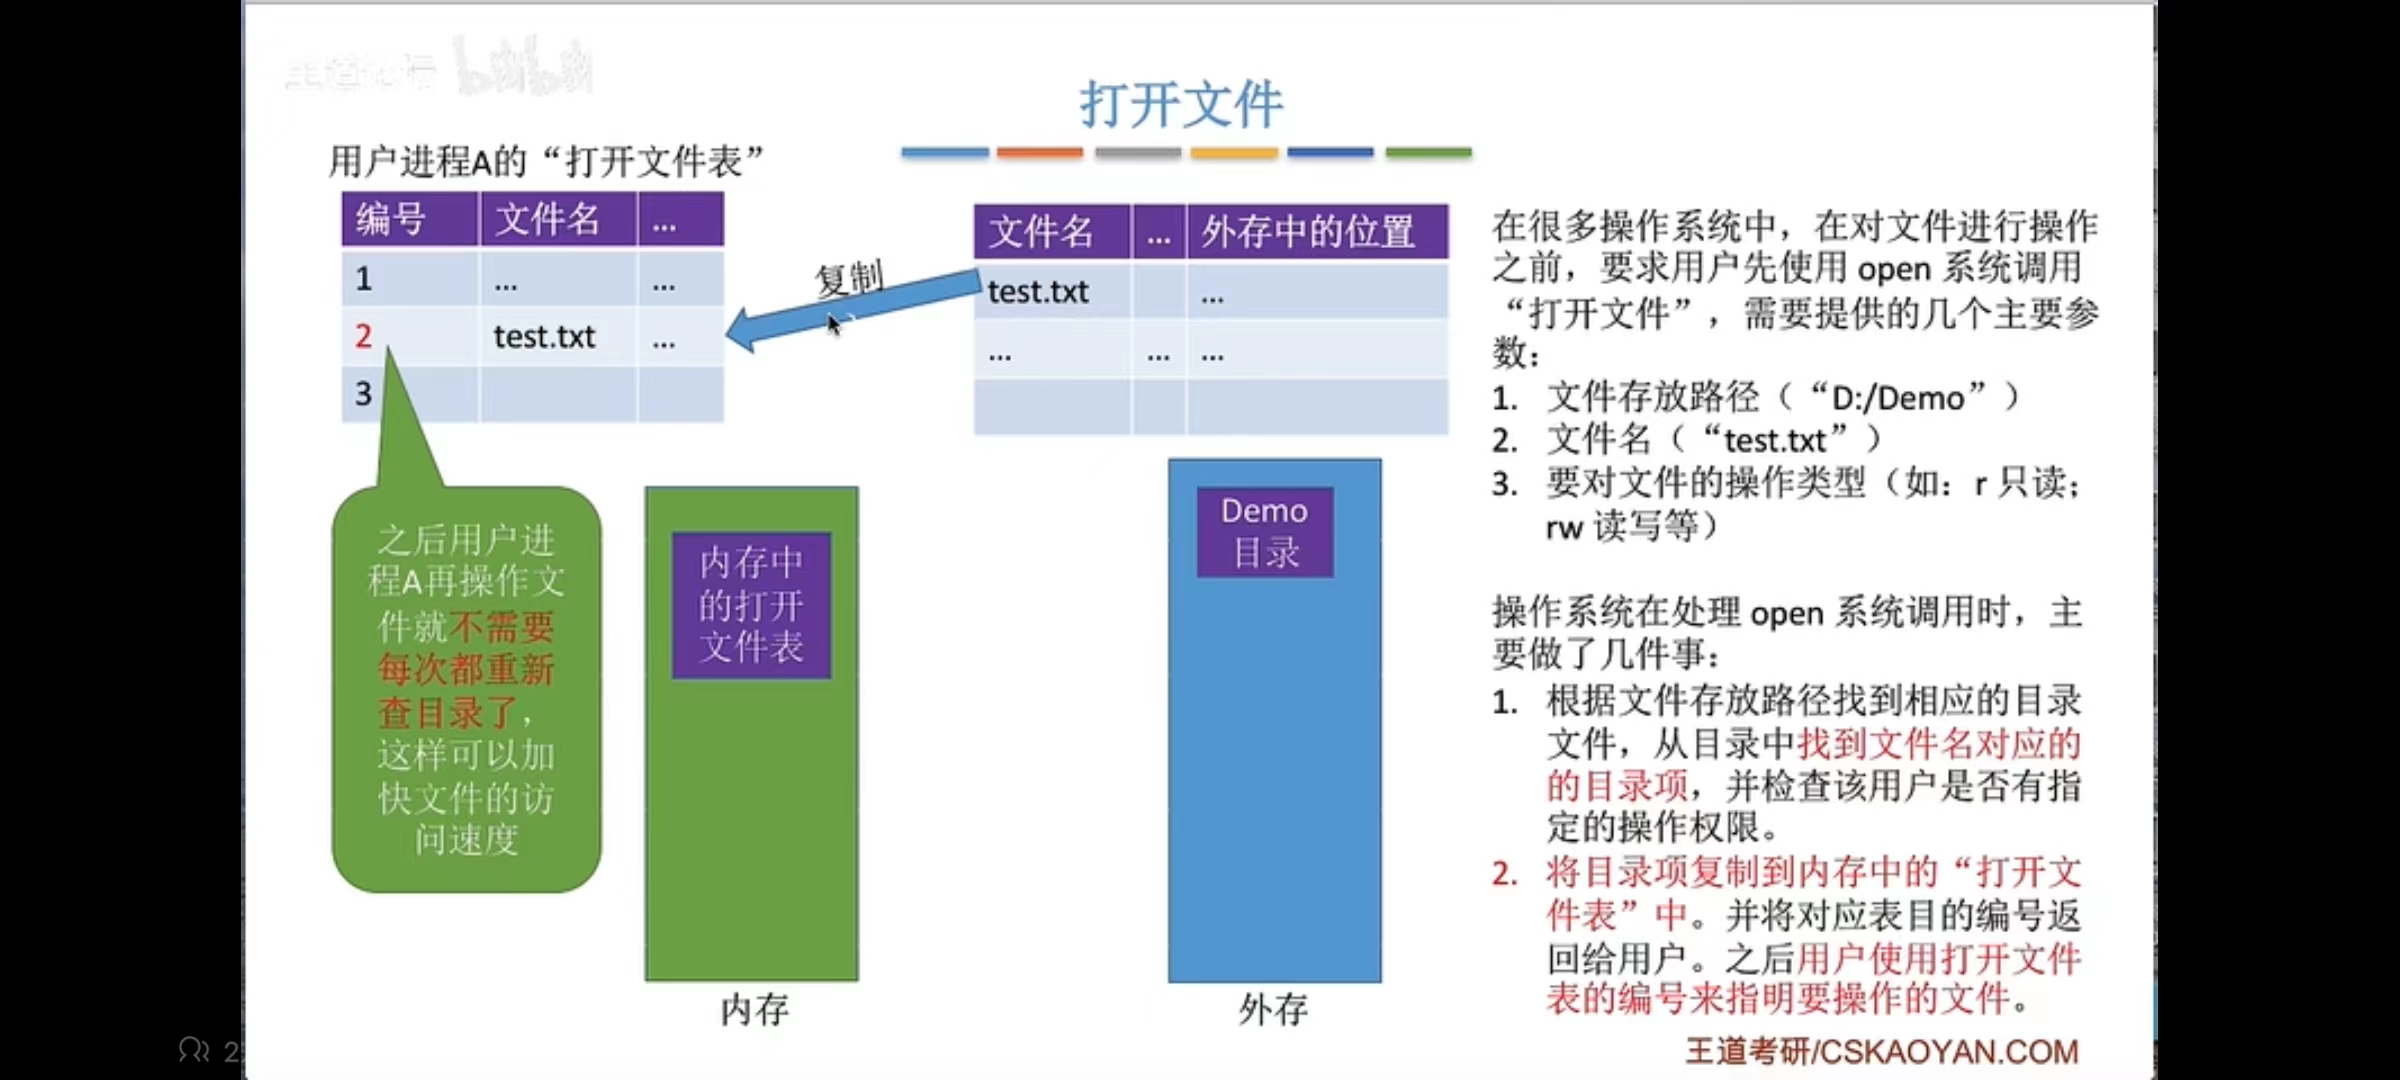 打开文件
用户进程A的“打开文件表”
编号 文件名 ...
1 ... ...
2 test.txt ...
3
复制
文件名 ... 外存中的位置
test.txt ...
... ... ...
之后用户进
程A再操作文
件就不需要
每次都重新
查目录了，
这样可以加
快文件的访
问速度
内存中
的打开
文件表
内存
Demo
目录
外存
在很多操作系统中，在对文件进行操作
之前，要求用户先使用 open 系统调用
“打开文件”，需要提供的几个主要参
数：
1. 文件存放路径（“D:/Demo”）
2. 文件名（“test.txt”）
3. 要对文件的操作类型（如：r 只读；
rw 读写等）
操作系统在处理 open 系统调用时，主
要做了几件事：
1. 根据文件存放路径找到相应的目录
文件，从目录中找到文件名对应的
的目录项，并检查该用户是否有指
定的操作权限。
2. 将目录项复制到内存中的“打开文
件表”中。并将对应表目的编号返
回给用户。之后用户使用打开文件
表的编号来指明要操作的文件。
王道考研/CSKAOYAN.COM
2